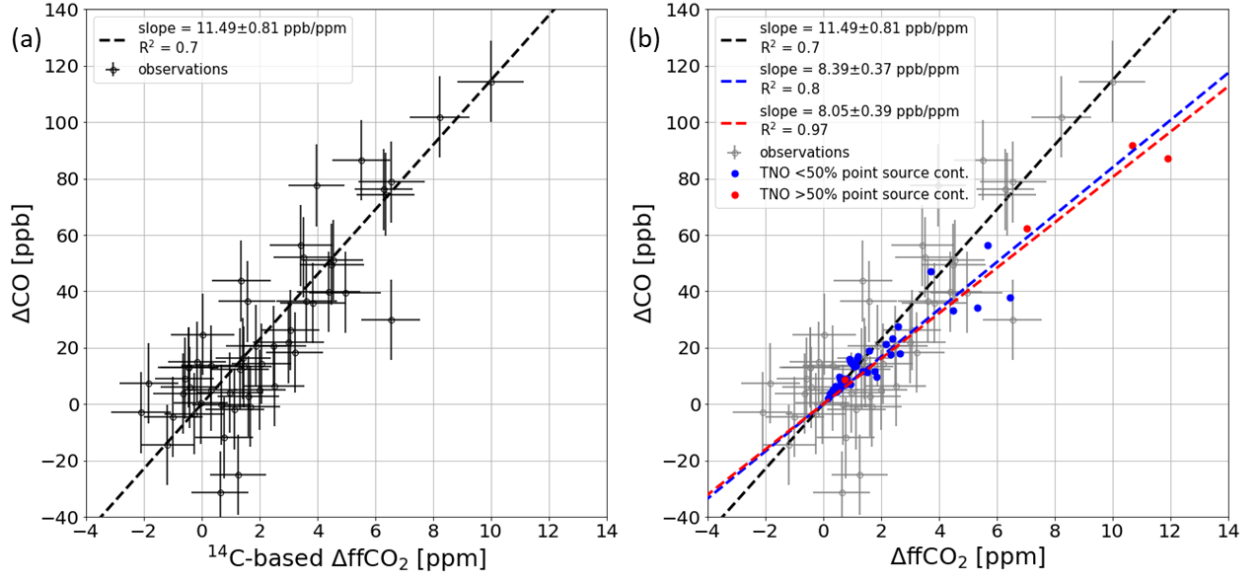 (a)
140
120
100
80
60
40
20
0
−20
−40
ΔCO [ppb]
slope = 11.49±0.81 ppb/ppm
R² = 0.7
observations
−4 −2 0 2 4 6 8 10 12 14
¹⁴C-based ΔffCO₂ [ppm]
(b)
140
120
100
80
60
40
20
0
−20
−40
ΔCO [ppb]
slope = 11.49±0.81 ppb/ppm
R² = 0.7
slope = 8.39±0.37 ppb/ppm
R² = 0.8
slope = 8.05±0.39 ppb/ppm
R² = 0.97
observations
TNO <50% point source cont.
TNO >50% point source cont.
−4 −2 0 2 4 6 8 10 12 14
ΔffCO₂ [ppm]